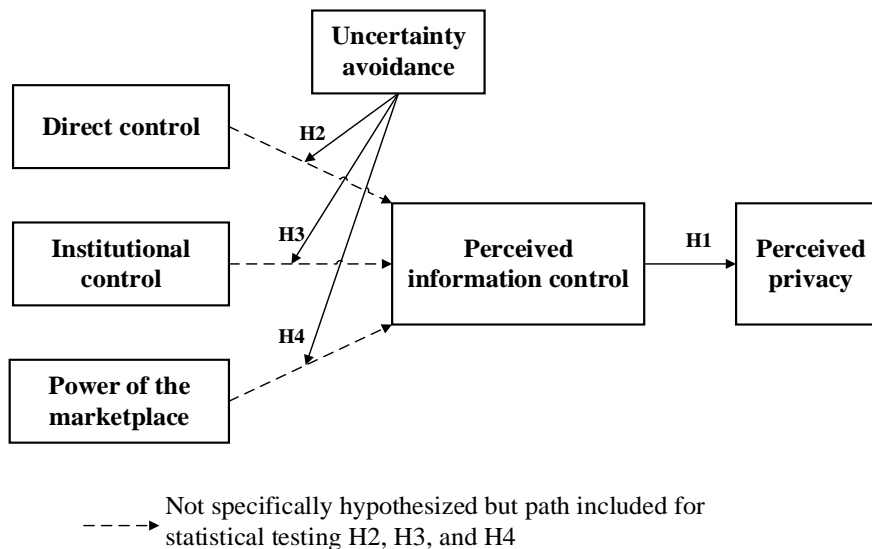 Uncertainty
avoidance
Direct control
H2
Institutional
control
H3
Perceived
information control
H1
Perceived
privacy
H4
Power of the
marketplace
Not specifically hypothesized but path included for
statistical testing H2, H3, and H4